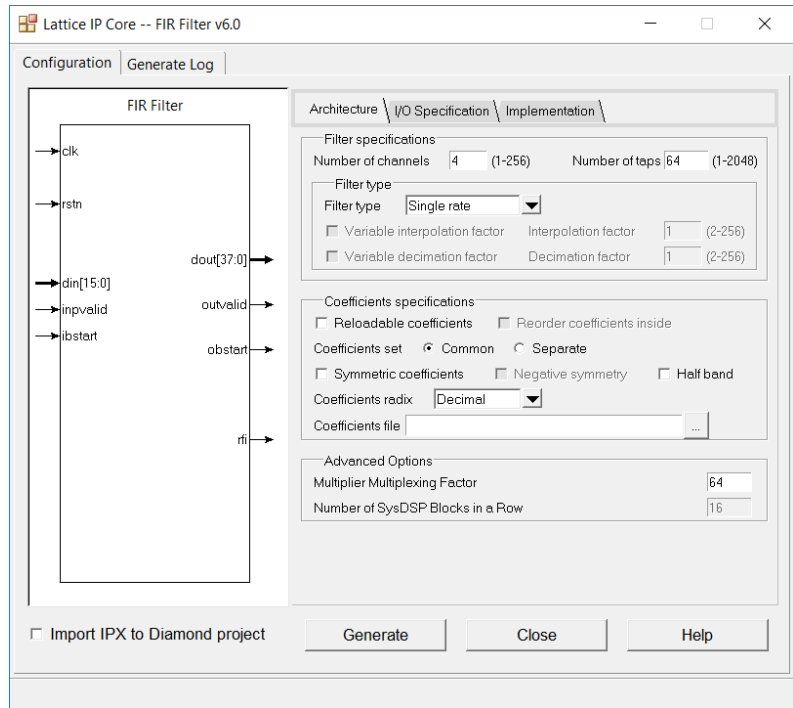 Lattice IP Core -- FIR Filter v6.0
Configuration
Generate Log
FIR Filter
clk
rstn
dout[37:0]
din[15:0]
inpvalid
outvalid
ibstart
obstart
rfi
Architecture
I/O Specification
Implementation
Filter specifications
Number of channels 4 (1-256) Number of taps 64 (1-2048)
Filter type
Filter type Single rate
Variable interpolation factor Interpolation factor 1 (2-256)
Variable decimation factor Decimation factor 1 (2-256)
Coefficients specifications
Reloadable coefficients Reorder coefficients inside
Coefficients set Common Separate
Symmetric coefficients Negative symmetry Half band
Coefficients radix Decimal
Coefficients file ...
Advanced Options
Multiplier Multiplexing Factor 64
Number of SysDSP Blocks in a Row 16
Import IPX to Diamond project
Generate
Close
Help